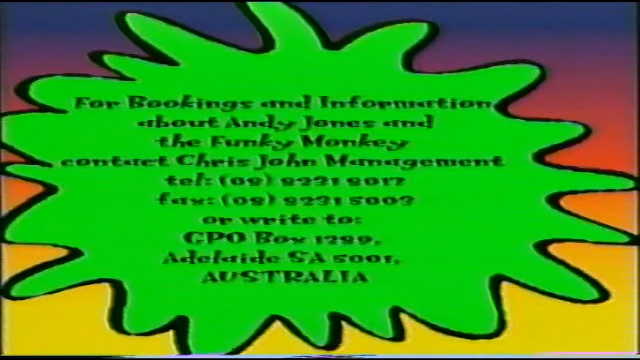 For Bookings and Information
about Andy Jones and
the Funky Monkey
contact Chris John Management
tel: (08) 8231 8017
fax: (08) 8231 5003
or write to:
GPO Box 1289,
Adelaide SA 5001,
AUSTRALIA